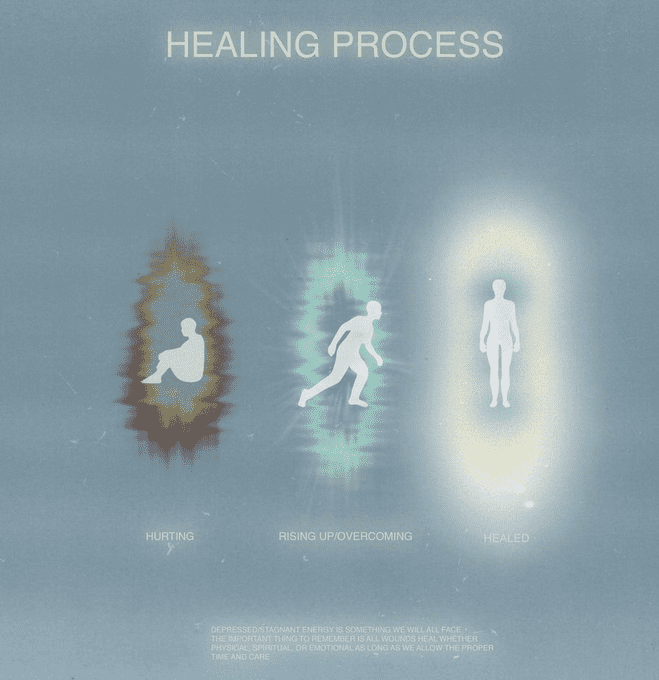 HEALING PROCESS
HURTING
RISING UP/OVERCOMING
HEALED
DEPRESSED/STAGNANT ENERGY IS SOMETHING WE WILL ALL FACE.
THE IMPORTANT THING TO REMEMBER IS ALL WOUNDS HEAL WHETHER
PHYSICAL, SPIRITUAL, OR EMOTIONAL AS LONG AS WE ALLOW THE PROPER
TIME AND CARE